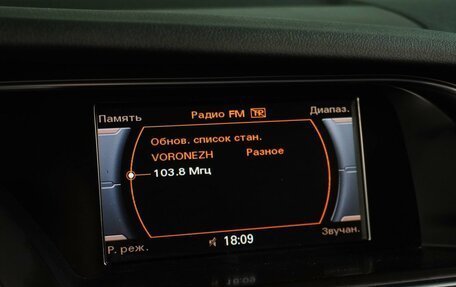 Память
Радио FM TP
Диапаз.
Обнов. список стан.
VORONEZH Разное
103.8 Мгц
Р. реж.
18:09
Звучан.